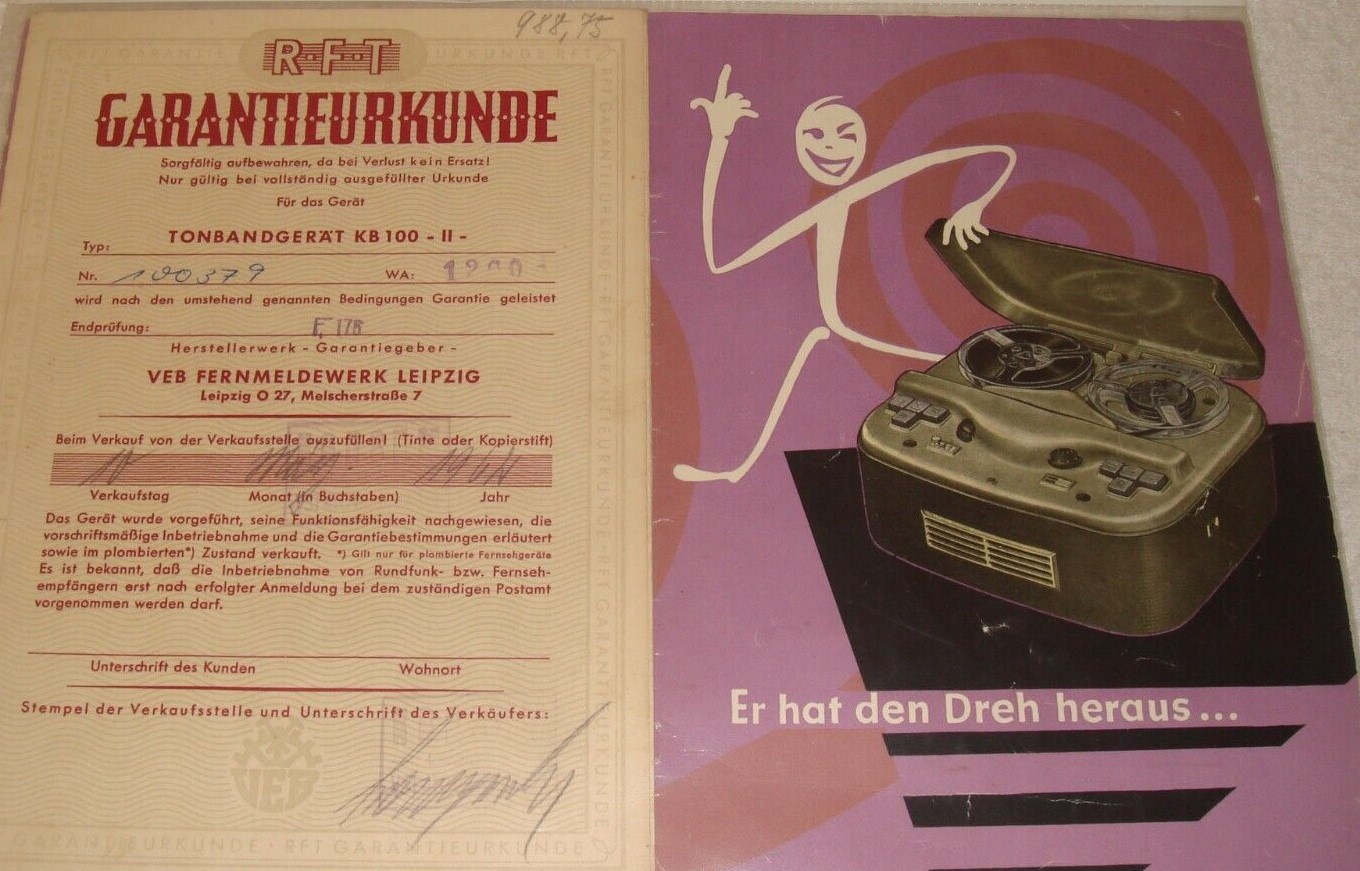 988,75
R·F·T
GARANTIEURKUNDE
Sorgfältig aufbewahren, da bei Verlust kein Ersatz!
Nur gültig bei vollständig ausgefüllter Urkunde
Für das Gerät
Typ: TONBANDGERÄT KB 100 - II -
Nr. 100379 WA:
wird nach den umstehend genannten Bedingungen Garantie geleistet
Endprüfung:
Herstellerwerk - Garantiegeber -
VEB FERNMELDEWERK LEIPZIG
Leipzig O 27, Melscherstraße 7
Beim Verkauf von der Verkaufsstelle auszufüllen! (Tinte oder Kopierstift)
Verkaufstag Monat (in Buchstaben) Jahr
Das Gerät wurde vorgeführt, seine Funktionsfähigkeit nachgewiesen, die
vorschriftsmäßige Inbetriebnahme und die Garantiebestimmungen erläutert
sowie im plombierten*) Zustand verkauft. *) Gilt nur für plombierte Fernsehgeräte
Es ist bekannt, daß die Inbetriebnahme von Rundfunk- bzw. Fernseh-
empfängern erst nach erfolgter Anmeldung bei dem zuständigen Postamt
vorgenommen werden darf.
Unterschrift des Kunden Wohnort
Stempel der Verkaufsstelle und Unterschrift des Verkäufers:
VEB
GARANTIEURKUNDE · RFT GARANTIEURKUNDE
Er hat den Dreh heraus...